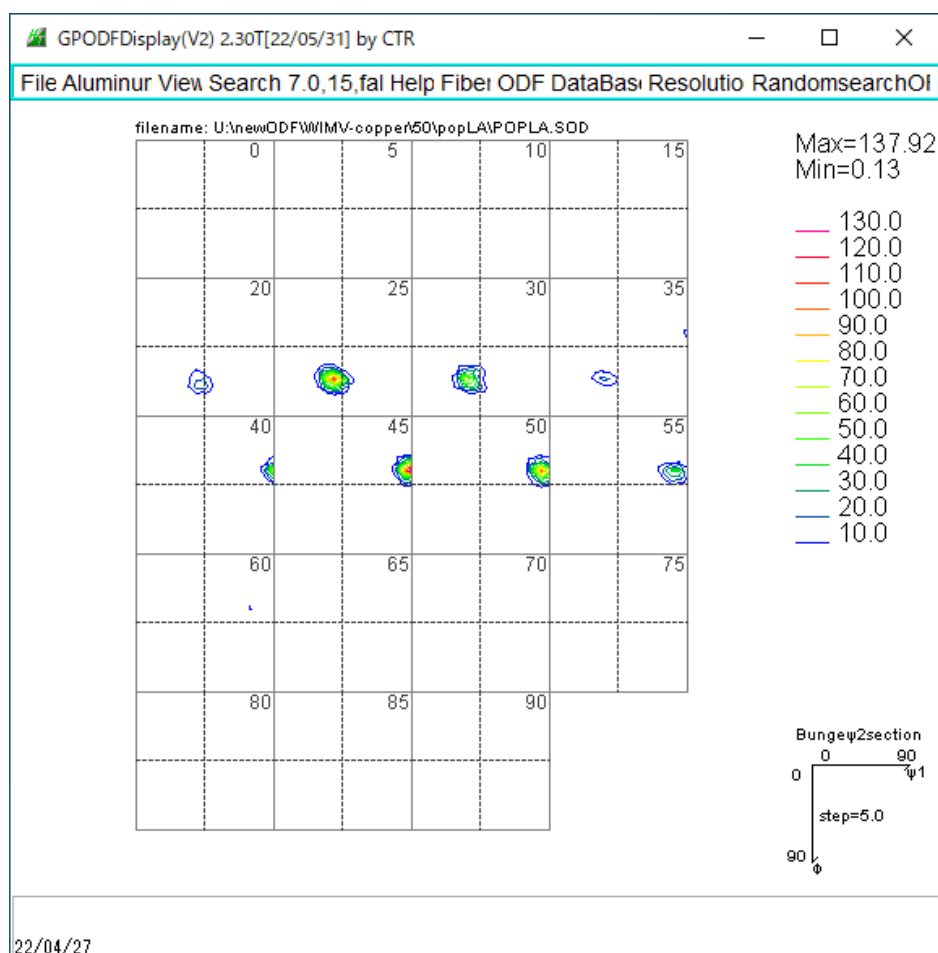 GPODFDisplay(V2) 2.30T[22/05/31] by CTR
File Aluminur View Search 7.0,15,fal Help Fiber ODF DataBase Resolutio RandomsearchOI
filename: U:\newODF\WIMV-copper\50\popLA\POPLA.SOD
Max=137.92
Min=0.13
0 5 10 15
20 25 30 35
40 45 50 55
60 65 70 75
80 85 90
130.0
120.0
110.0
100.0
90.0
80.0
70.0
60.0
50.0
40.0
30.0
20.0
10.0
Bungeψ2section
0 90
0 ψ1
step=5.0
90
Φ
22/04/27